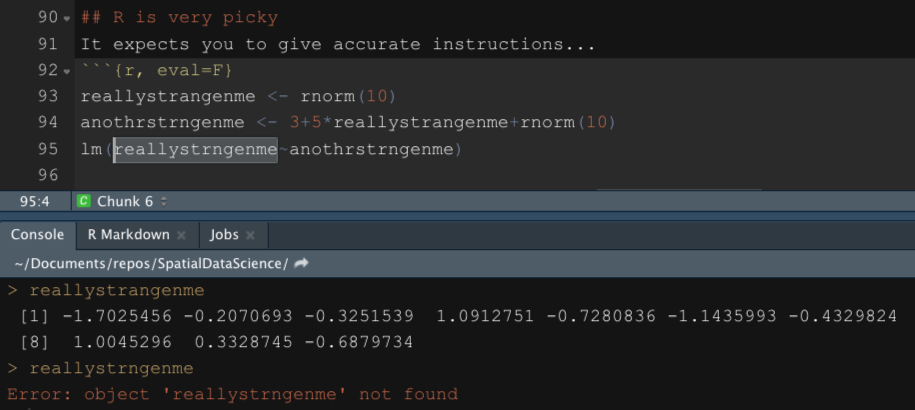 90 ## R is very picky
91 It expects you to give accurate instructions...
92 ```{r, eval=F}
93 reallystrangenme <- rnorm(10)
94 anothrstrngenme <- 3+5*reallystrangenme+rnorm(10)
95 lm(reallystrngenme~anothrstrngenme)
96
95:4 C Chunk 6
Console R Markdown Jobs
~/Documents/repos/SpatialDataScience/
> reallystrangenme
[1] -1.7025456 -0.2070693 -0.3251539 1.0912751 -0.7280836 -1.1435993 -0.4329824
[8] 1.0045296 0.3328745 -0.6879734
> reallystrngenme
Error: object 'reallystrngenme' not found